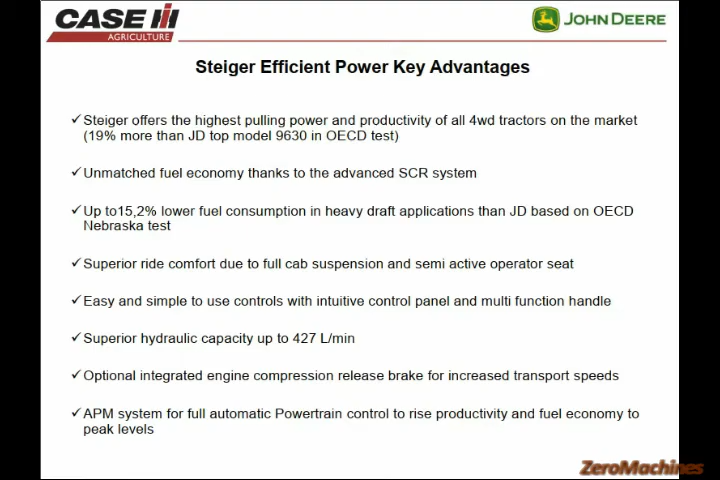 CASE IH
AGRICULTURE
JOHN DEERE
Steiger Efficient Power Key Advantages
✓Steiger offers the highest pulling power and productivity of all 4wd tractors on the market
(19% more than JD top model 9630 in OECD test)
✓Unmatched fuel economy thanks to the advanced SCR system
✓Up to15,2% lower fuel consumption in heavy draft applications than JD based on OECD
Nebraska test
✓Superior ride comfort due to full cab suspension and semi active operator seat
✓Easy and simple to use controls with intuitive control panel and multi function handle
✓Superior hydraulic capacity up to 427 L/min
✓Optional integrated engine compression release brake for increased transport speeds
✓APM system for full automatic Powertrain control to rise productivity and fuel economy to
peak levels
ZeroMachines